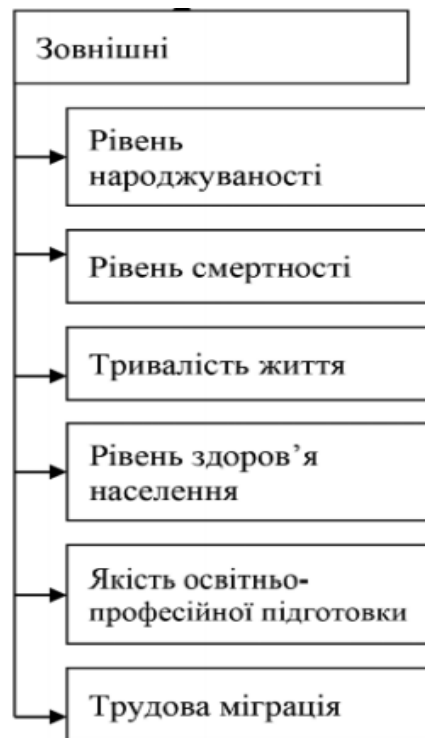 Зовнішні
Рівень
народжуваності
Рівень смертності
Тривалість життя
Рівень здоров’я
населення
Якість освітньо-
професійної підготовки
Трудова міграція